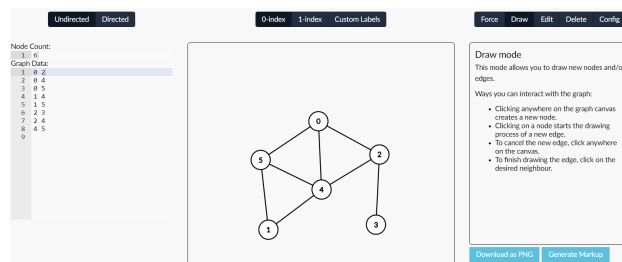 Undirected Directed
0-index 1-index Custom Labels
Force Draw Edit Delete Config
Node Count:
1 6
Graph Data:
1 0 2
2 0 4
3 0 5
4 1 4
5 1 5
6 2 3
7 2 4
8 4 5
9
0
5
2
4
1
3
Draw mode
This mode allows you to draw new nodes and/o
edges.
Ways you can interact with the graph:
• Clicking anywhere on the graph canvas
creates a new node.
• Clicking on a node starts the drawing
process of a new edge.
• To cancel the new edge, click anywhere
on the canvas.
• To finish drawing the edge, click on the
desired neighbour.
Download as PNG Generate Markup